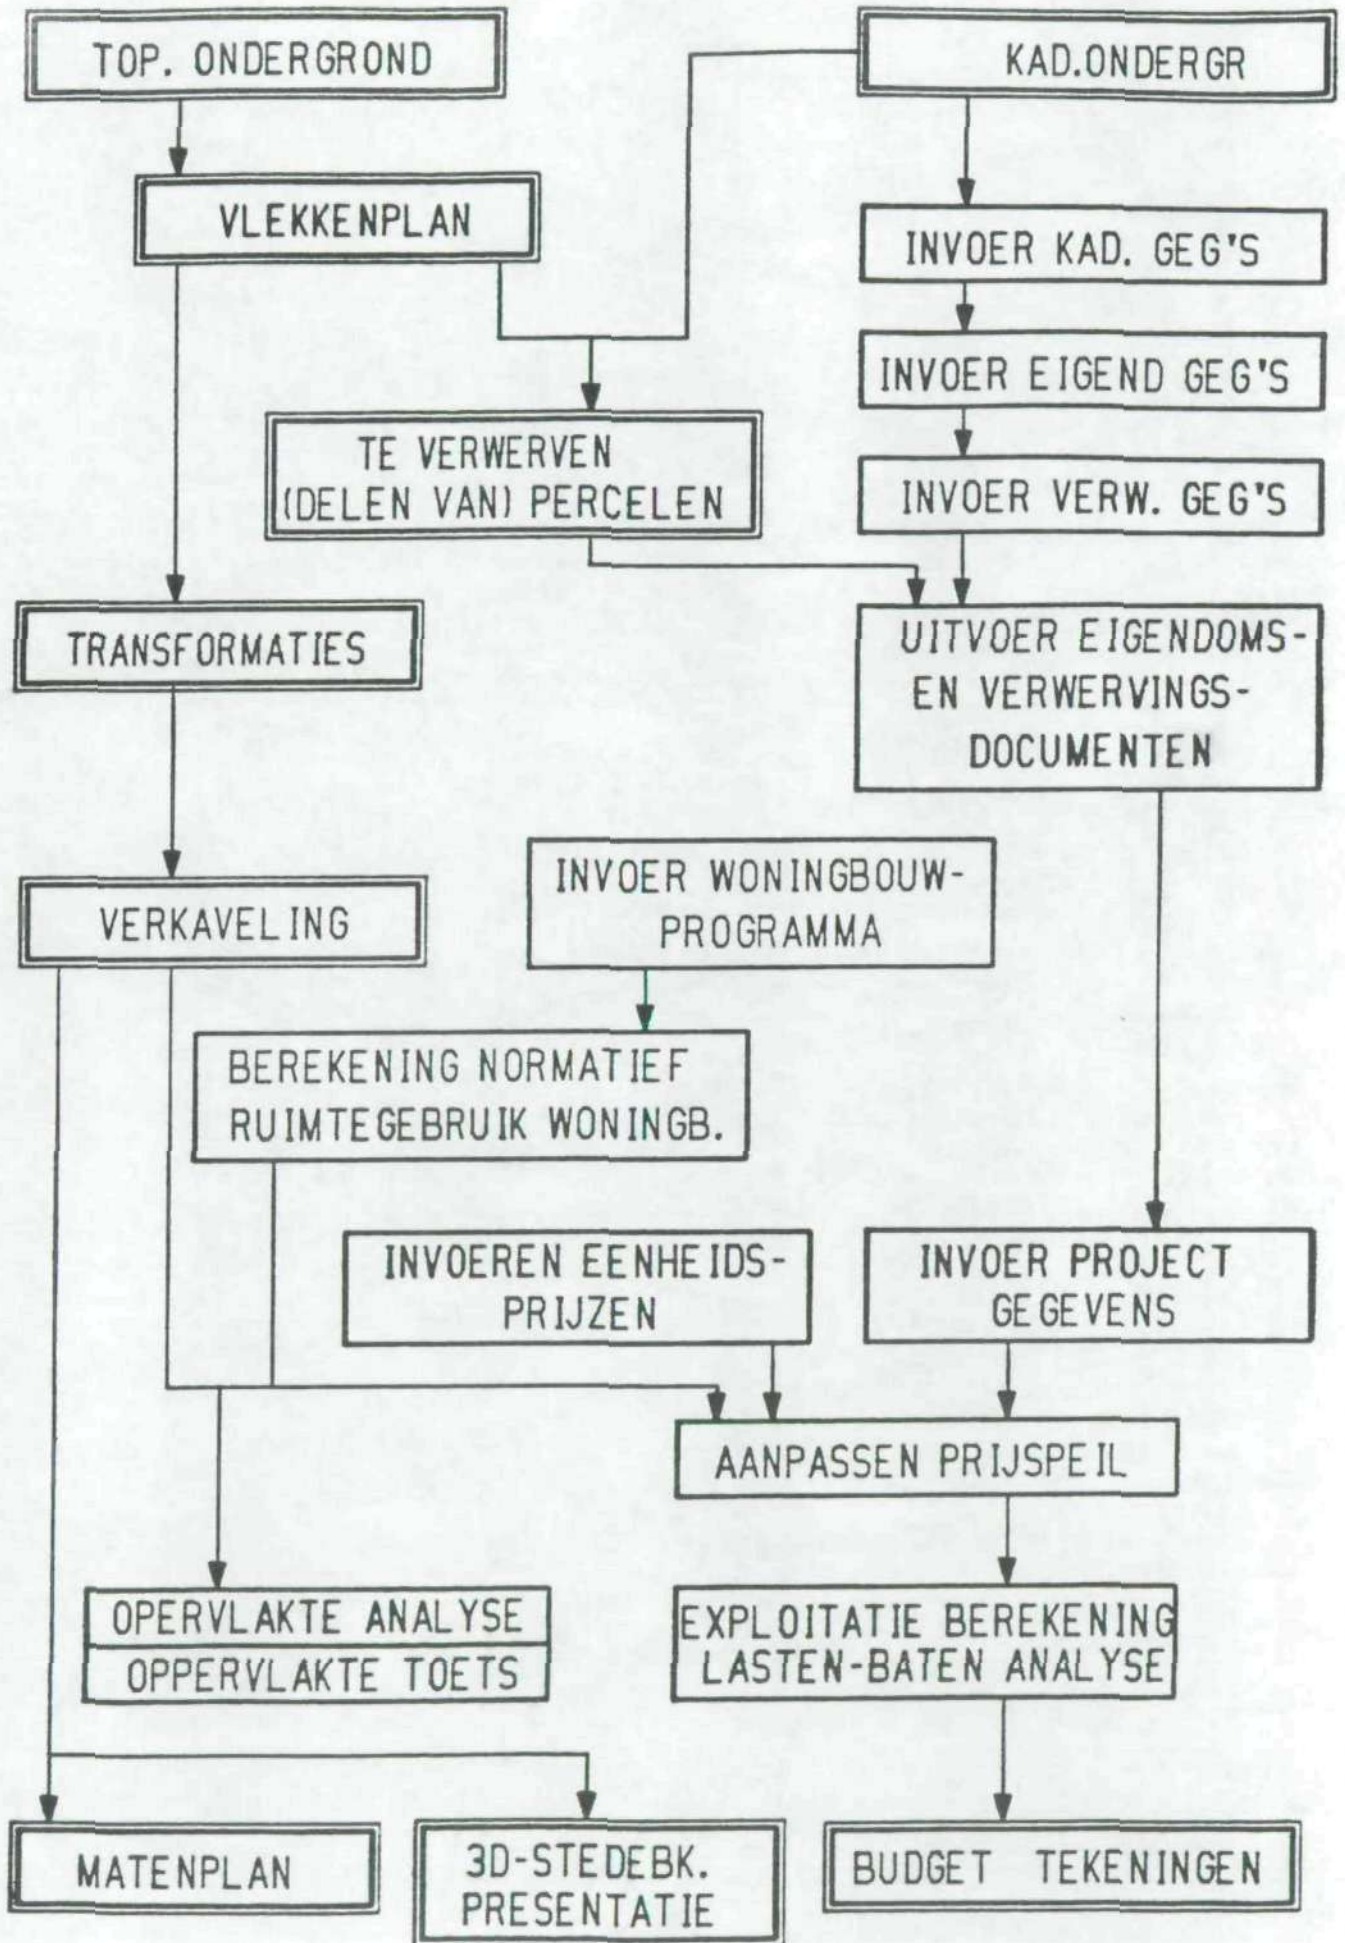 TOP. ONDERGROND
KAD.ONDERGR
VLEKKENPLAN
INVOER KAD. GEG'S
INVOER EIGEND GEG'S
TE VERWERVEN
(DELEN VAN) PERCELEN
INVOER VERW. GEG'S
TRANSFORMATIES
UITVOER EIGENDOMS-
EN VERWERVINGS-
DOCUMENTEN
INVOER WONINGBOUW-
PROGRAMMA
VERKAVELING
BEREKENING NORMATIEF
RUIMTEGEBRUIK WONINGB.
INVOEREN EENHEIDS-
PRIJZEN
INVOER PROJECT
GEGEVENS
AANPASSEN PRIJSPEIL
OPERVLAKTE ANALYSE
OPPERVLAKTE TOETS
EXPLOITATIE BEREKENING
LASTEN-BATEN ANALYSE
MATENPLAN
3D-STEDEBK.
PRESENTATIE
BUDGET TEKENINGEN